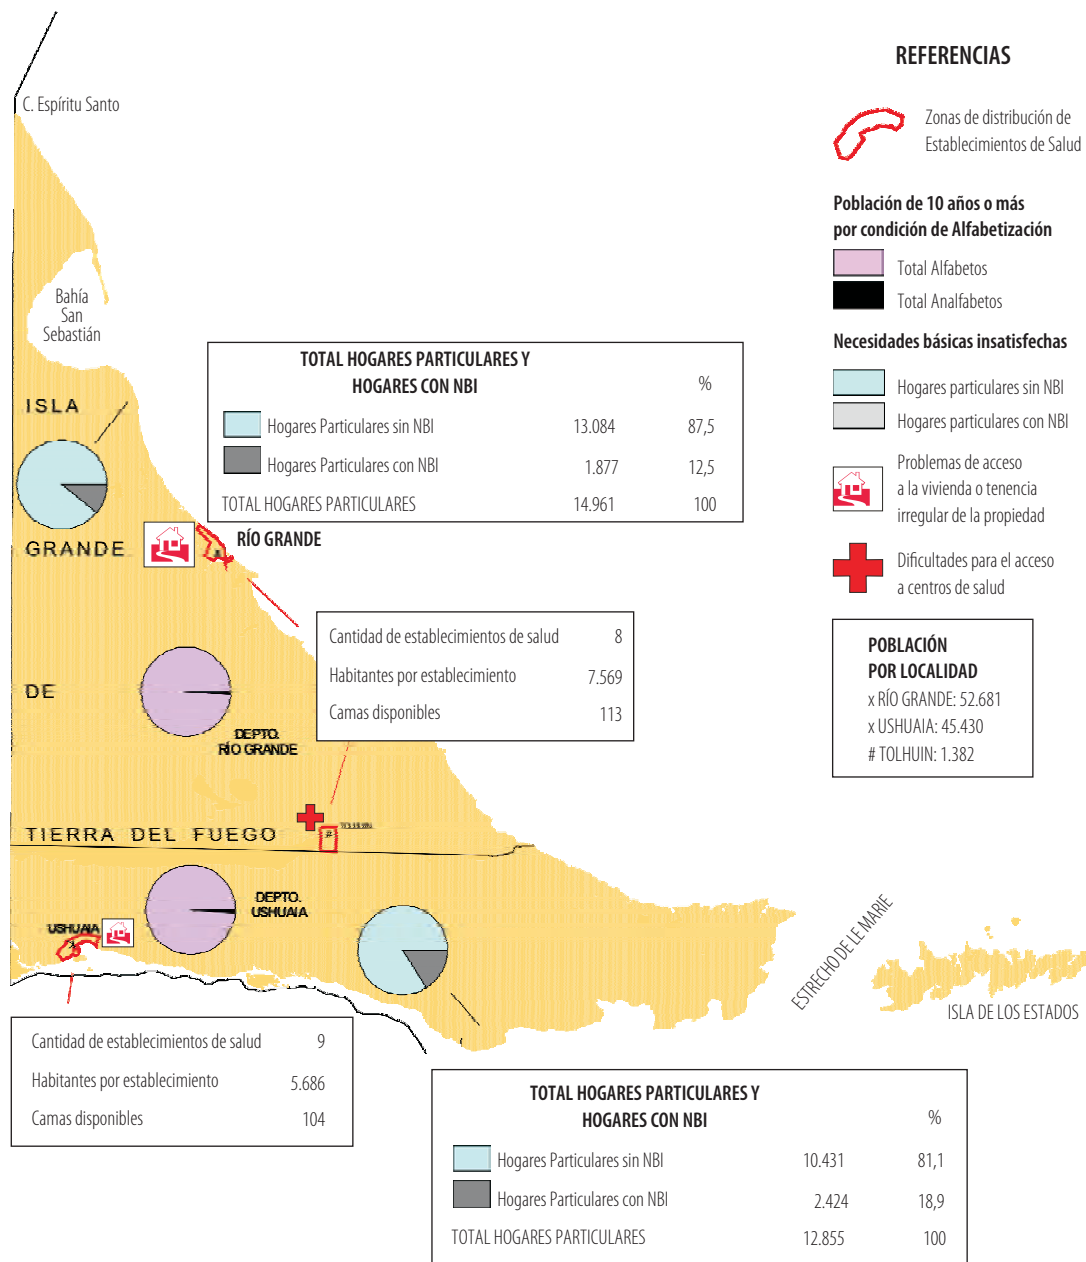 C. Espíritu Santo
Bahía
San
Sebastián
ISLA
GRANDE
DE
TIERRA DEL FUEGO
TOTAL HOGARES PARTICULARES Y
HOGARES CON NBI
%
Hogares Particulares sin NBI 13.084 87,5
Hogares Particulares con NBI 1.877 12,5
TOTAL HOGARES PARTICULARES 14.961 100
RÍO GRANDE
Cantidad de establecimientos de salud 8
Habitantes por establecimiento 7.569
Camas disponibles 113
DEPTO.
RÍO GRANDE
TOLHUIN
#
DEPTO.
USHUAIA
USHUAIA
ESTRECHO DE LE MARIE
ISLA DE LOS ESTADOS
Cantidad de establecimientos de salud 9
Habitantes por establecimiento 5.686
Camas disponibles 104
TOTAL HOGARES PARTICULARES Y
HOGARES CON NBI
%
Hogares Particulares sin NBI 10.431 81,1
Hogares Particulares con NBI 2.424 18,9
TOTAL HOGARES PARTICULARES 12.855 100
REFERENCIAS
Zonas de distribución de
Establecimientos de Salud
Población de 10 años o más
por condición de Alfabetización
Total Alfabetos
Total Analfabetos
Necesidades básicas insatisfechas
Hogares particulares sin NBI
Hogares particulares con NBI
Problemas de acceso
a la vivienda o tenencia
irregular de la propiedad
Dificultades para el acceso
a centros de salud
POBLACIÓN
POR LOCALIDAD
x RÍO GRANDE: 52.681
x USHUAIA: 45.430
# TOLHUIN: 1.382